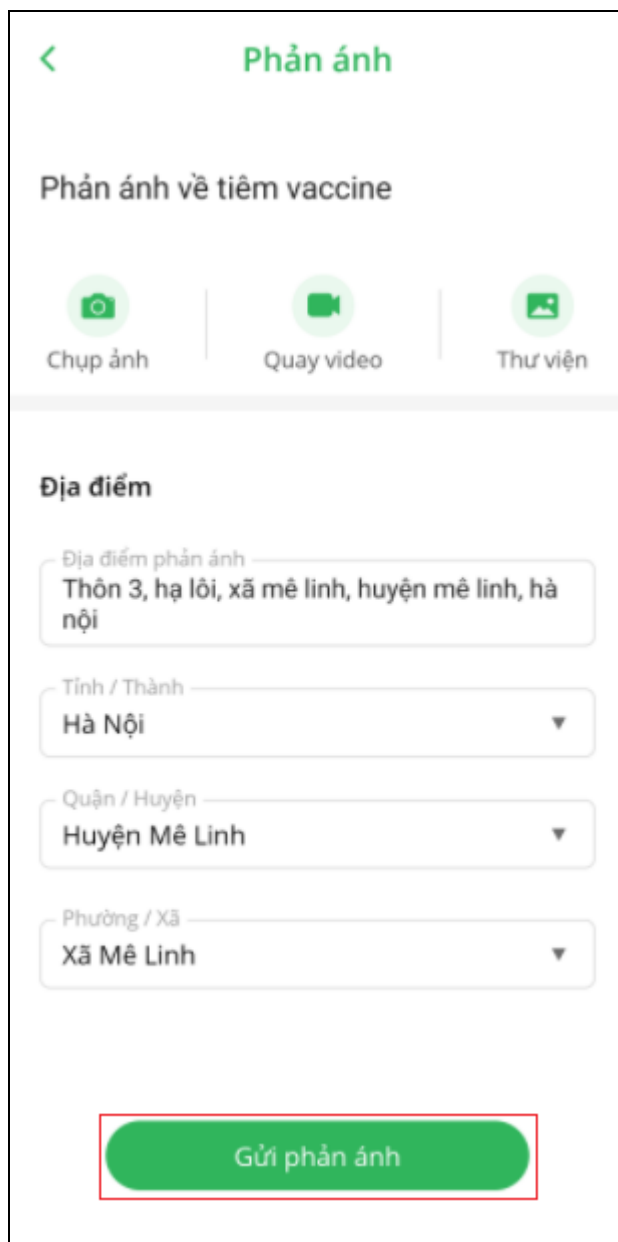 Phản ánh
Phản ánh về tiêm vaccine
Chụp ảnh
Quay video
Thư viện
Địa điểm
Địa điểm phản ánh
Thôn 3, hạ lôi, xã mê linh, huyện mê linh, hà
nội
Tỉnh / Thành
Hà Nội
Quận / Huyện
Huyện Mê Linh
Phường / Xã
Xã Mê Linh
Gửi phản ánh